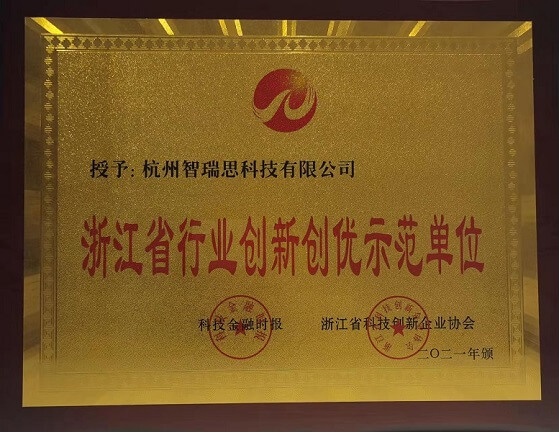 授予：杭州智瑞思科技有限公司
浙江省行业创新创优示范单位
科技金融时报 浙江省科技创新企业协会
二〇二一年颁